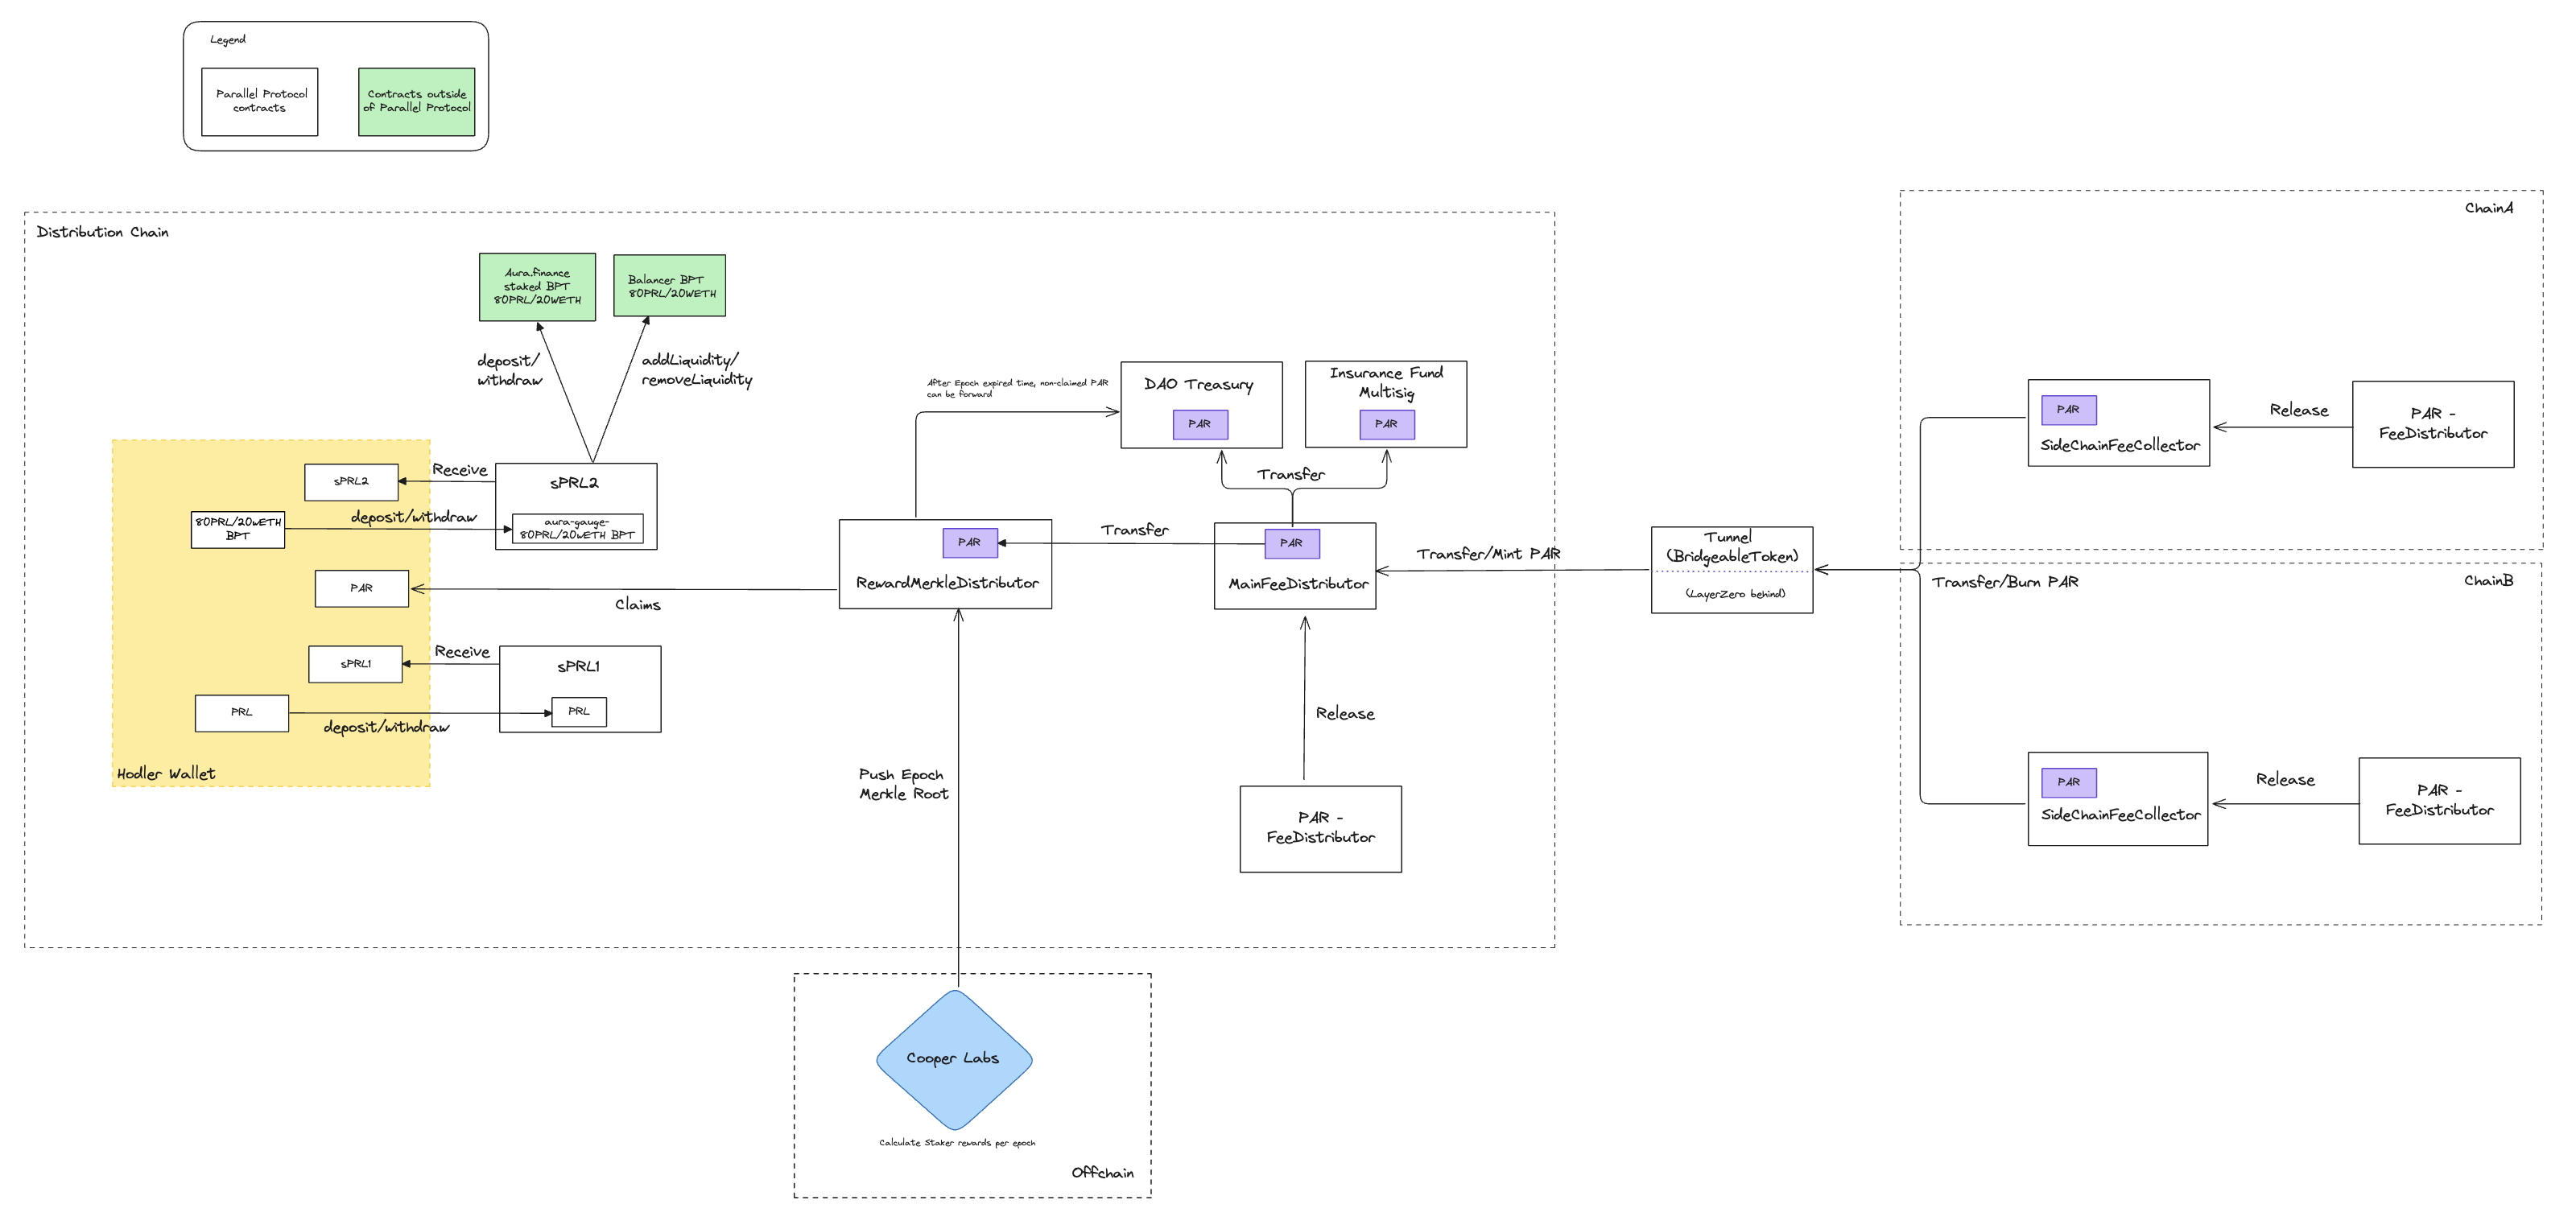 Legend
Parallel Protocol
contracts
Contracts outside
of Parallel Protocol
Distribution Chain
Aura.finance
staked BPT
80PRL/20WETH
Balancer BPT
80PRL/20WETH
deposit/
withdraw
addLiquidity/
removeLiquidity
sPRL2
Receive
sPRL2
80PRL/20WETH
BPT
deposit/withdraw
aura-gauge-
80PRL/20WETH BPT
PAR
Claims
sPRL1
Receive
sPRL1
PRL
deposit/withdraw
PRL
Hodler Wallet
After Epoch expired time, non-claimed PAR
can be forward
DAO Treasury
PAR
Insurance Fund
Multisig
PAR
Transfer
PAR
RewardMerkleDistributor
Transfer
PAR
MainFeeDistributor
Transfer/Mint PAR
Release
PAR -
FeeDistributor
Push Epoch
Merkle Root
Cooper Labs
Calculate Staker rewards per epoch
Offchain
Tunnel
(BridgeableToken)
(LayerZero behind)
Transfer/Burn PAR
ChainA
PAR
SideChainFeeCollector
Release
PAR -
FeeDistributor
ChainB
PAR
SideChainFeeCollector
Release
PAR -
FeeDistributor